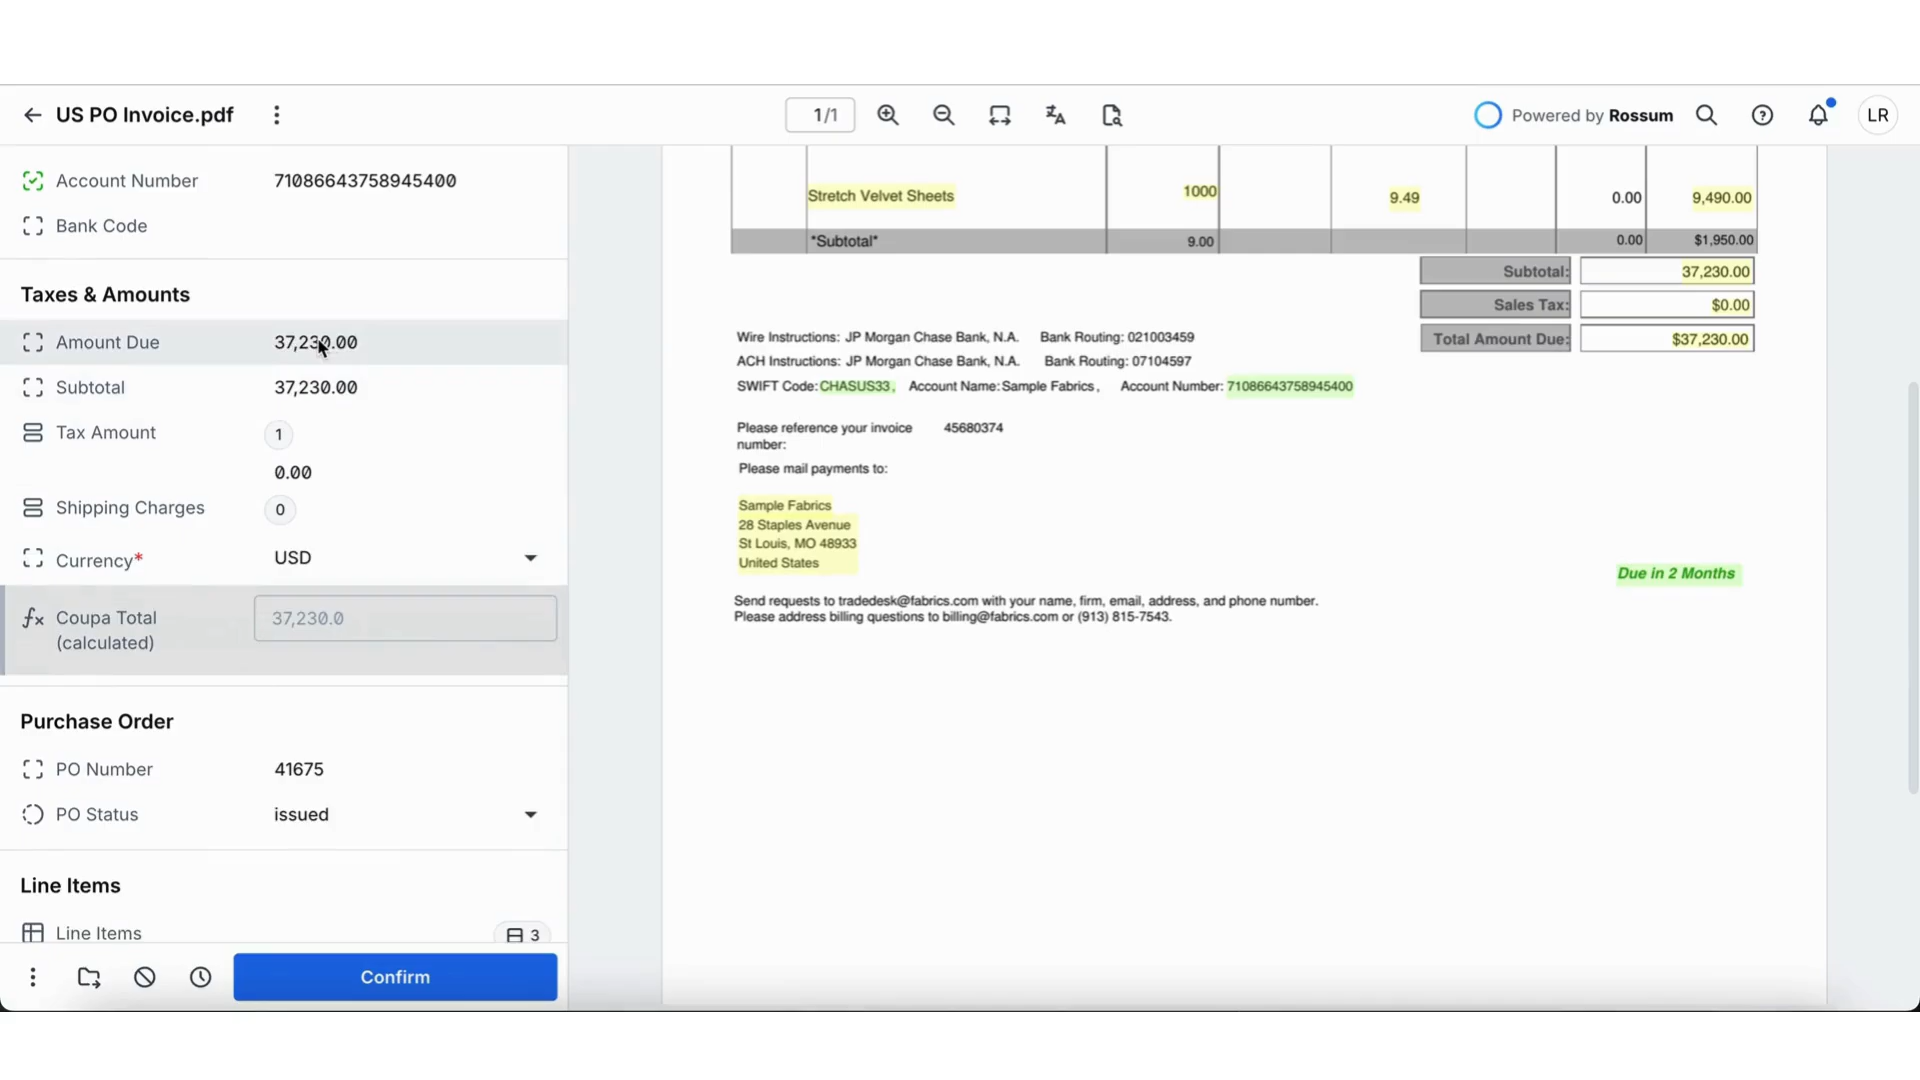 US PO Invoice.pdf
1/1
Powered by Rossum
LR
Account Number 71086643758945400
Bank Code
Taxes & Amounts
Amount Due 37,230.00
Subtotal 37,230.00
Tax Amount 1
0.00
Shipping Charges 0
Currency* USD
Coupa Total (calculated) 37,230.0
Purchase Order
PO Number 41675
PO Status issued
Line Items
Line Items 3
Confirm
Stretch Velvet Sheets 1000 9.49 0.00 9,490.00
*Subtotal* 9.00 0.00 $1,950.00
Subtotal: 37,230.00
Sales Tax: $0.00
Total Amount Due: $37,230.00
Wire Instructions: JP Morgan Chase Bank, N.A. Bank Routing: 021003459
ACH Instructions: JP Morgan Chase Bank, N.A. Bank Routing: 07104597
SWIFT Code: CHASUS33, Account Name: Sample Fabrics, Account Number: 71086643758945400
Please reference your invoice number: 45680374
Please mail payments to:
Sample Fabrics
28 Staples Avenue
St Louis, MO 48933
United States
Due in 2 Months
Send requests to tradedesk@fabrics.com with your name, firm, email, address, and phone number.
Please address billing questions to billing@fabrics.com or (913) 815-7543.